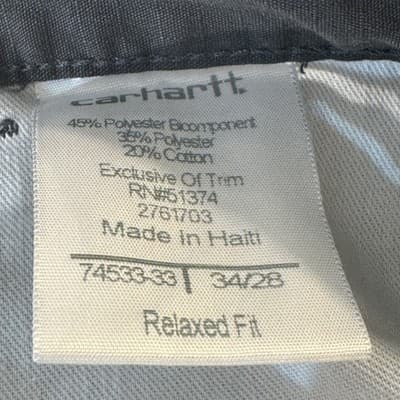 carhartt
45% Polyester Bicomponent
35% Polyester
20% Cotton
Exclusive Of Trim
RN#51374
2761703
Made in Haiti
74533-33 34/28
Relaxed Fit